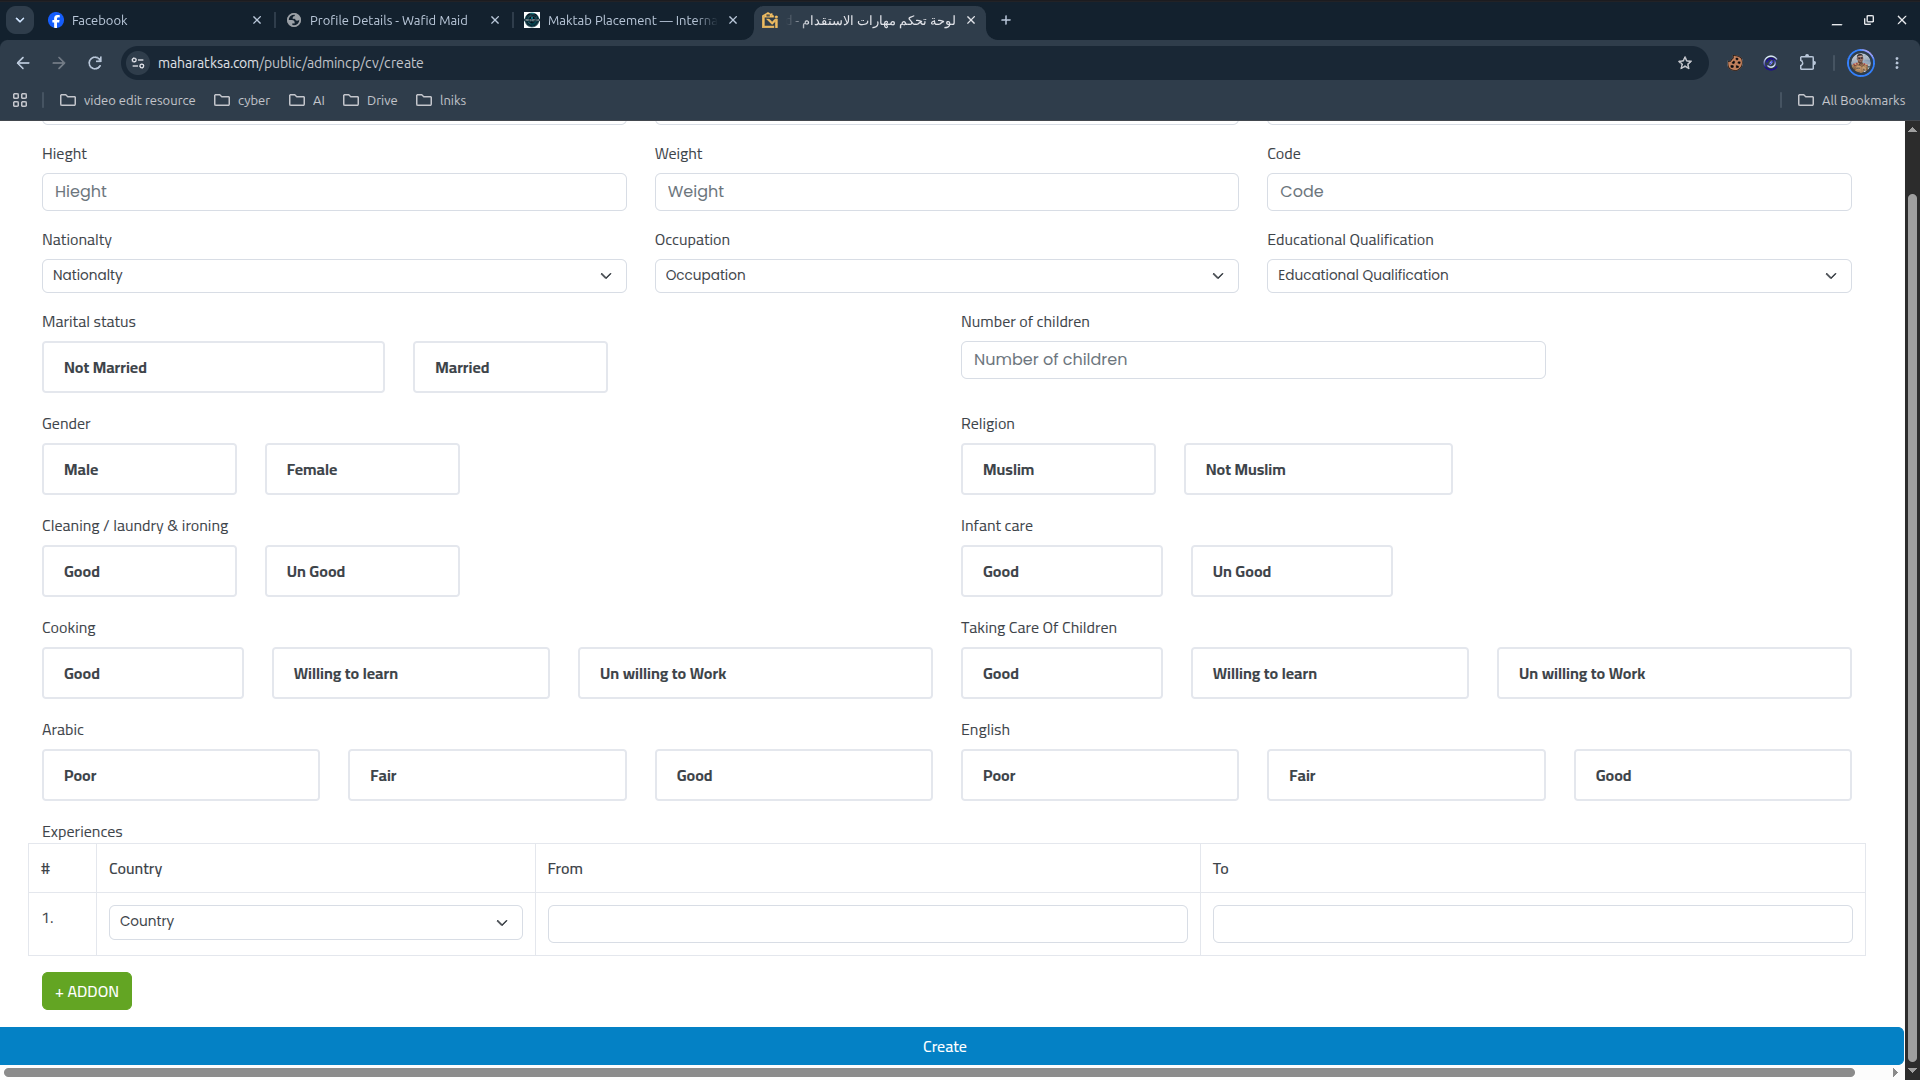 Facebook
Profile Details - Wafid Maid
Maktab Placement — Interna
لوحة تحكم مهارات الاستقدام -
maharatksa.com/public/admincp/cv/create
video edit resource cyber AI Drive lniks All Bookmarks
Hieght Weight Code
Hieght Weight Code
Nationalty Occupation Educational Qualification
Nationalty Occupation Educational Qualification
Marital status Number of children
Not Married Married Number of children
Gender Religion
Male Female Muslim Not Muslim
Cleaning / laundry & ironing Infant care
Good Un Good Good Un Good
Cooking Taking Care Of Children
Good Willing to learn Un willing to Work Good Willing to learn Un willing to Work
Arabic English
Poor Fair Good Poor Fair Good
Experiences
# Country From To
1. Country
+ ADDON
Create